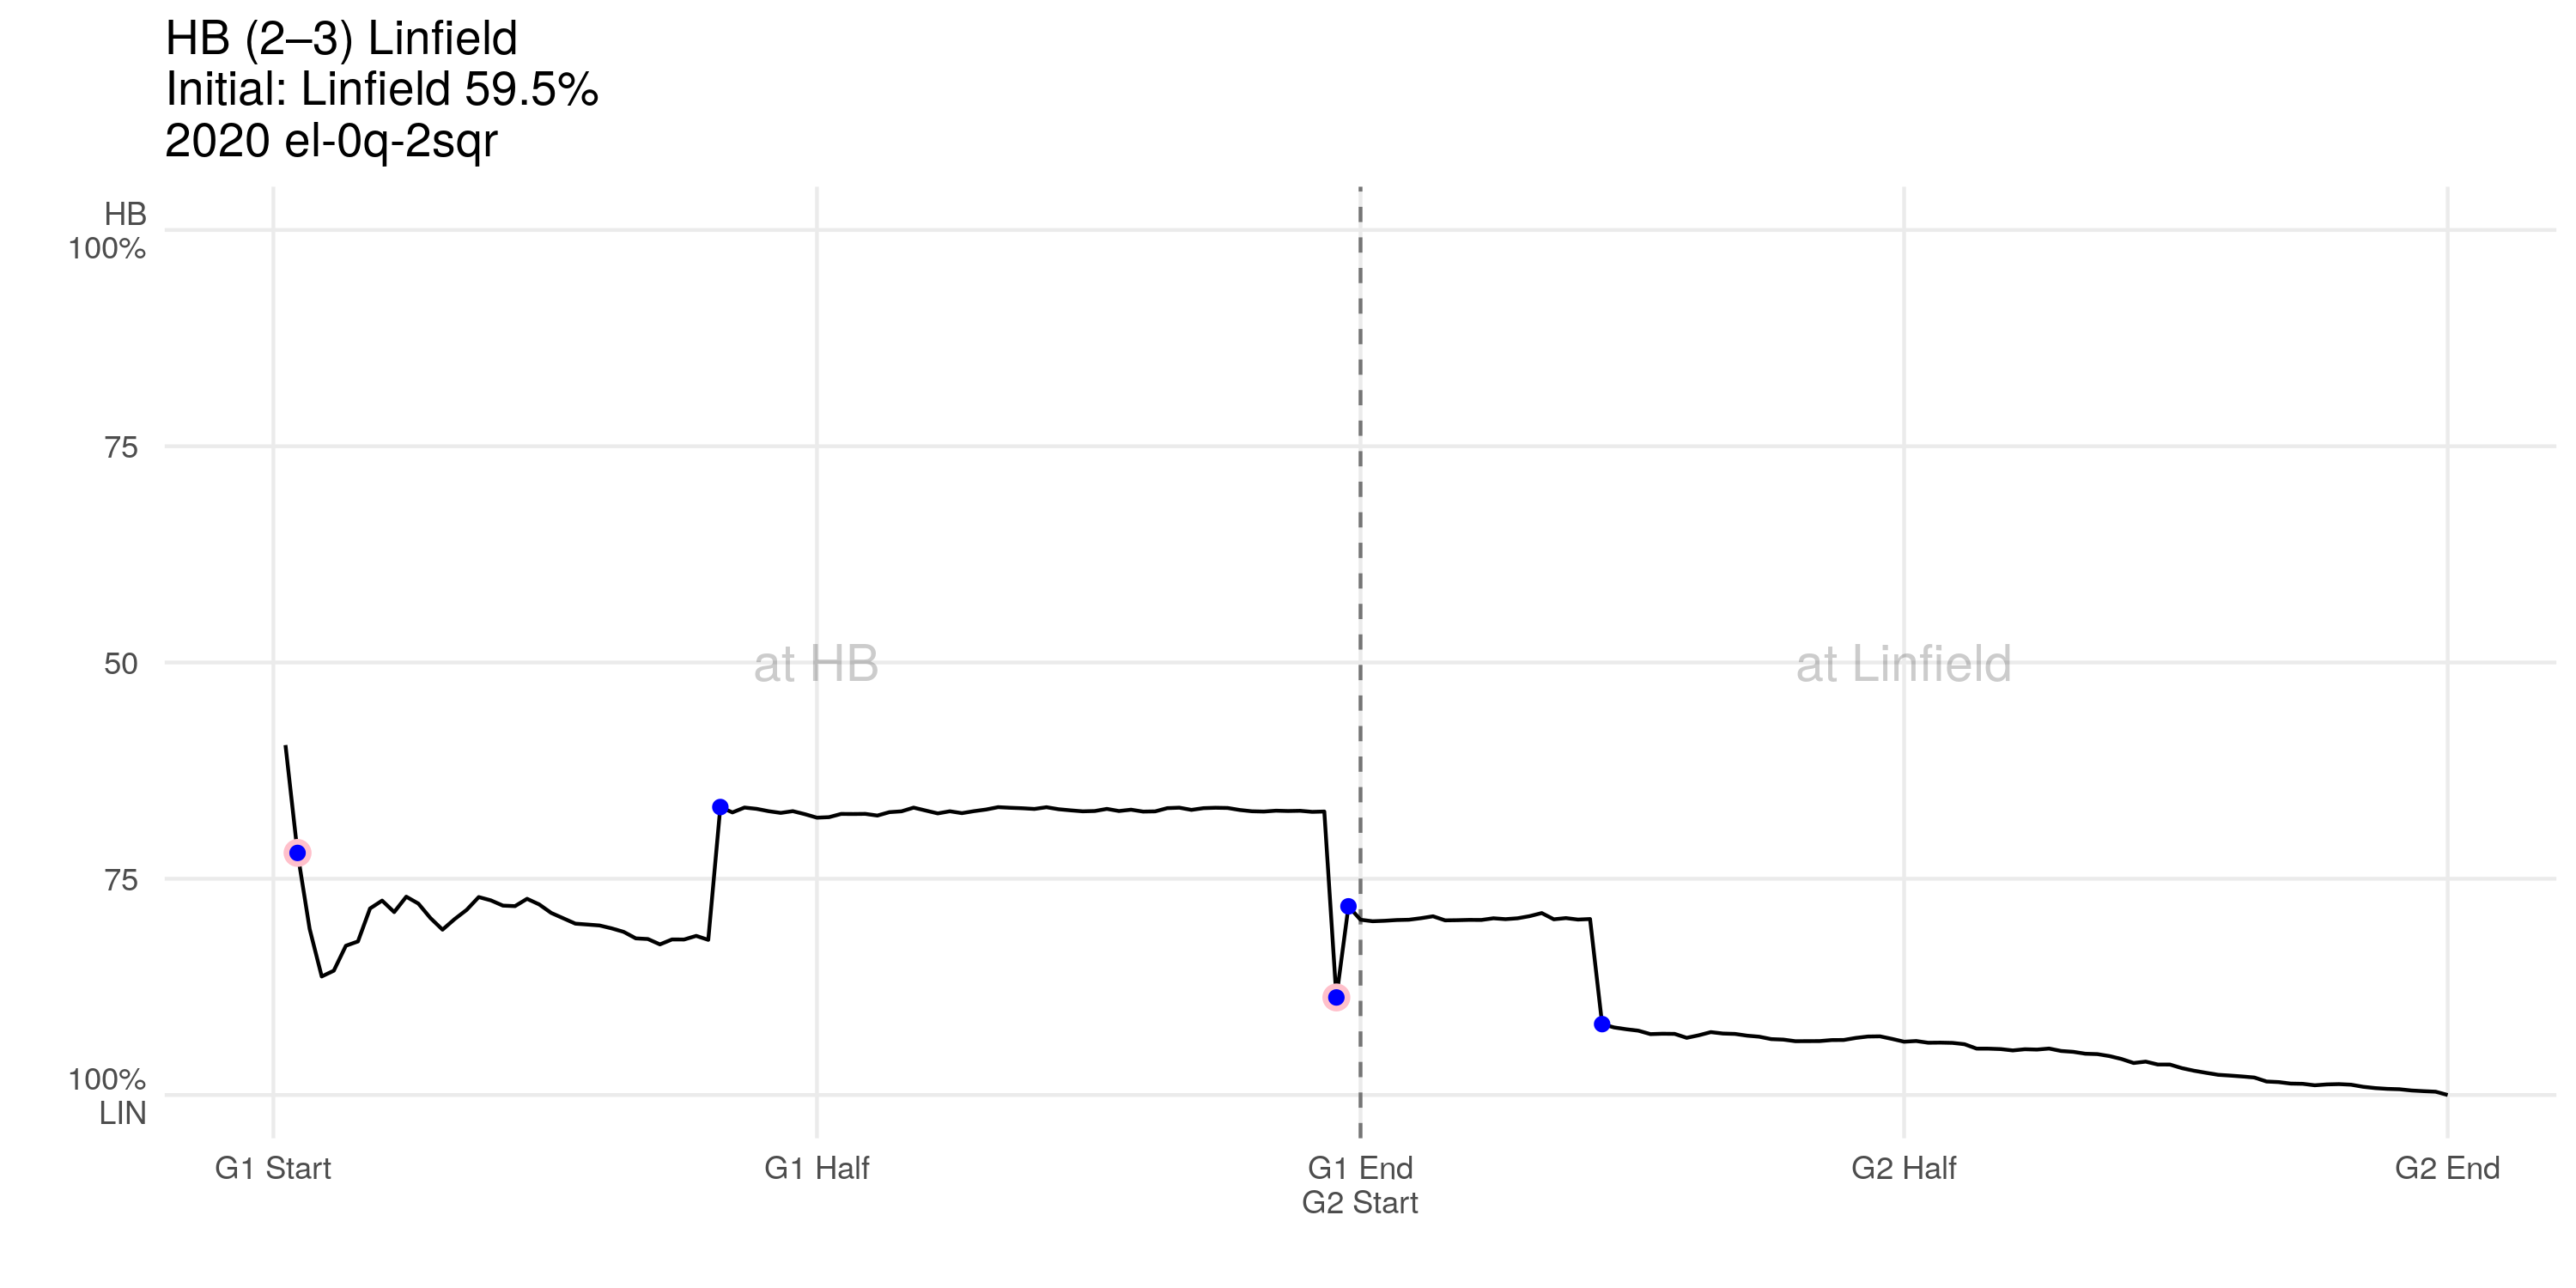 HB (2–3) Linfield
Initial: Linfield 59.5%
2020 el-0q-2sqr
HB
100%
75
50
75
100%
LIN
at HB
at Linfield
G1 Start
G1 Half
G1 End
G2 Start
G2 Half
G2 End